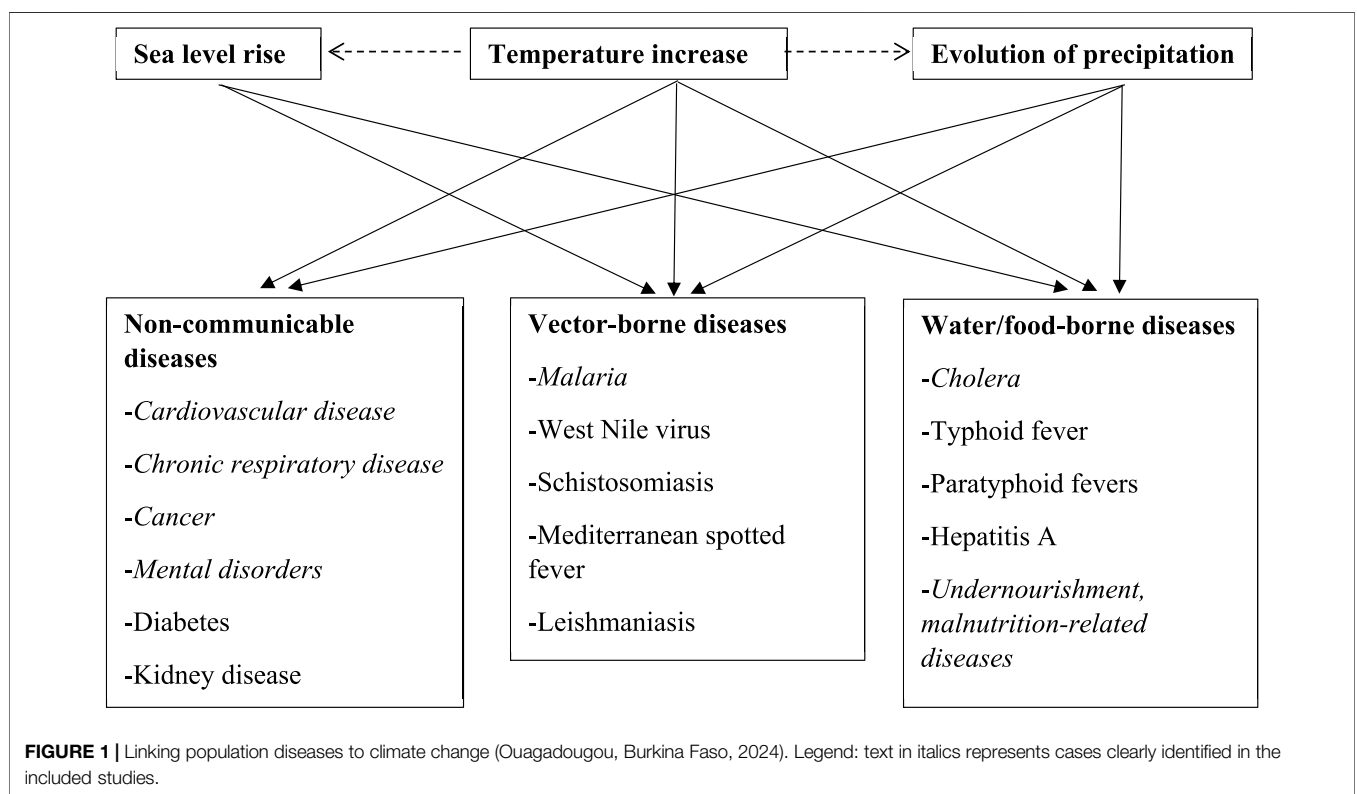 Sea level rise
Temperature increase
Evolution of precipitation
Non-communicable
diseases
-Cardiovascular disease
-Chronic respiratory disease
-Cancer
-Mental disorders
-Diabetes
-Kidney disease
Vector-borne diseases
-Malaria
-West Nile virus
-Schistosomiasis
-Mediterranean spotted
fever
-Leishmaniasis
Water/food-borne diseases
-Cholera
-Typhoid fever
-Paratyphoid fevers
-Hepatitis A
-Undernourishment,
malnutrition-related
diseases
FIGURE 1 | Linking population diseases to climate change (Ouagadougou, Burkina Faso, 2024). Legend: text in italics represents cases clearly identified in the
included studies.